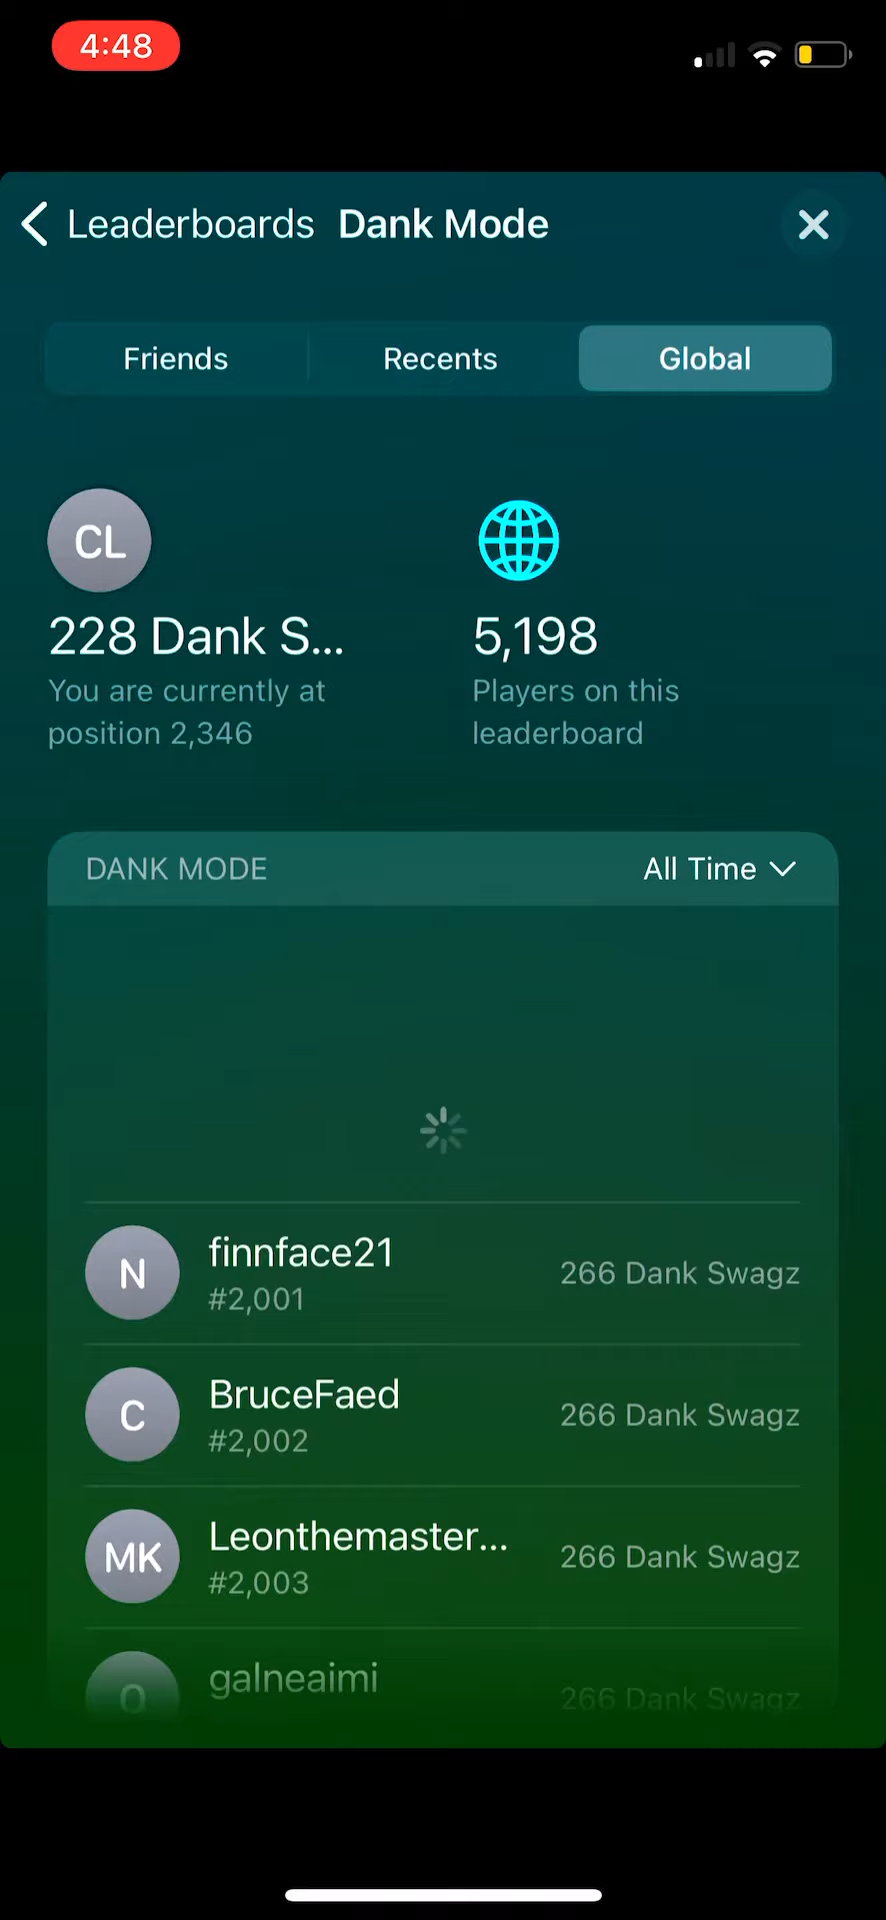 4:48
Leaderboards Dank Mode
Friends Recents Global
CL
228 Dank S...
You are currently at
position 2,346
5,198
Players on this
leaderboard
DANK MODE All Time
N
finnface21
#2,001
266 Dank Swagz
C
BruceFaed
#2,002
266 Dank Swagz
MK
Leonthemaster...
#2,003
266 Dank Swagz
galneaimi
266 Dank Swagz